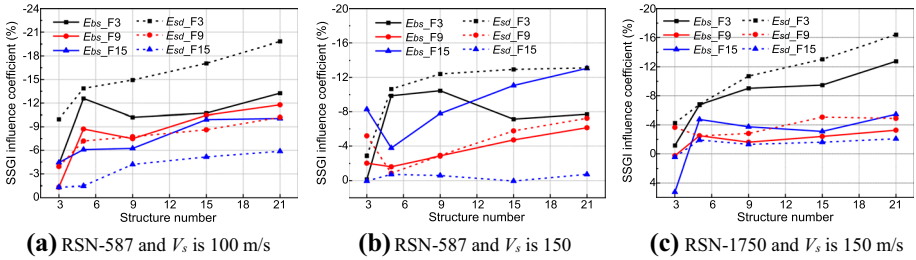 SSGI influence coefficient (%)
-24
-21
-18
-15
-12
-9
-6
-3
0
Ebs_F3
Ebs_F9
Ebs_F15
Esd_F3
Esd_F9
Esd_F15
3 6 9 12 15 18 21
Structure number
(a) RSN-587 and Vs is 100 m/s
SSGI influence coefficient (%)
-20
-16
-12
-8
-4
0
Ebs_F3
Ebs_F9
Ebs_F15
Esd_F3
Esd_F9
Esd_F15
3 6 9 12 15 18 21
Structure number
(b) RSN-587 and Vs is 150
SSGI influence coefficient (%)
-20
-16
-12
-8
-4
0
4
Ebs_F3
Ebs_F9
Ebs_F15
Esd_F3
Esd_F9
Esd_F15
3 6 9 12 15 18 21
Structure number
(c) RSN-1750 and Vs is 150 m/s